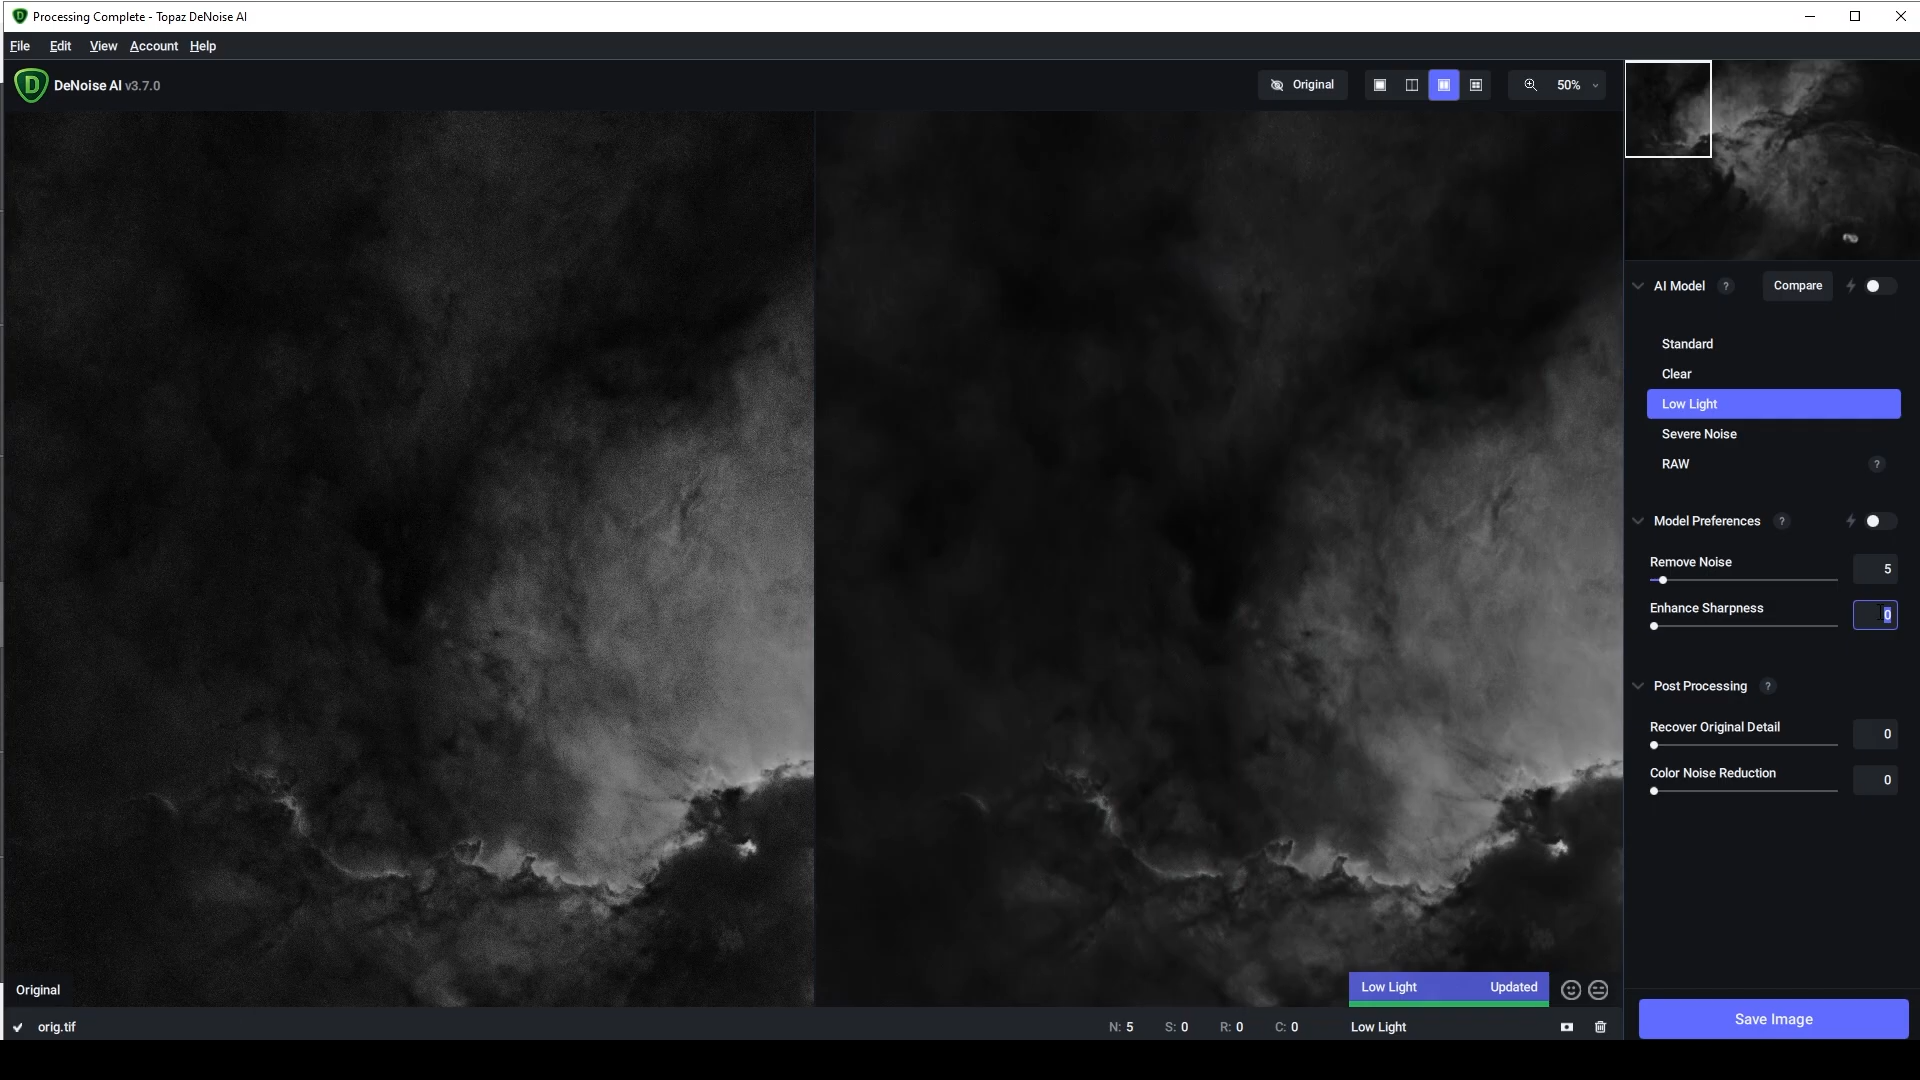 Processing Complete - Topaz DeNoise AI
File Edit View Account Help
DeNoise AI v3.7.0
Original
50%
AI Model ? Compare
Standard
Clear
Low Light
Severe Noise
RAW ?
Model Preferences ?
Remove Noise 5
Enhance Sharpness 0
Post Processing ?
Recover Original Detail 0
Color Noise Reduction 0
Original
Low Light Updated
orig.tif N: 5 S: 0 R: 0 C: 0 Low Light
Save Image